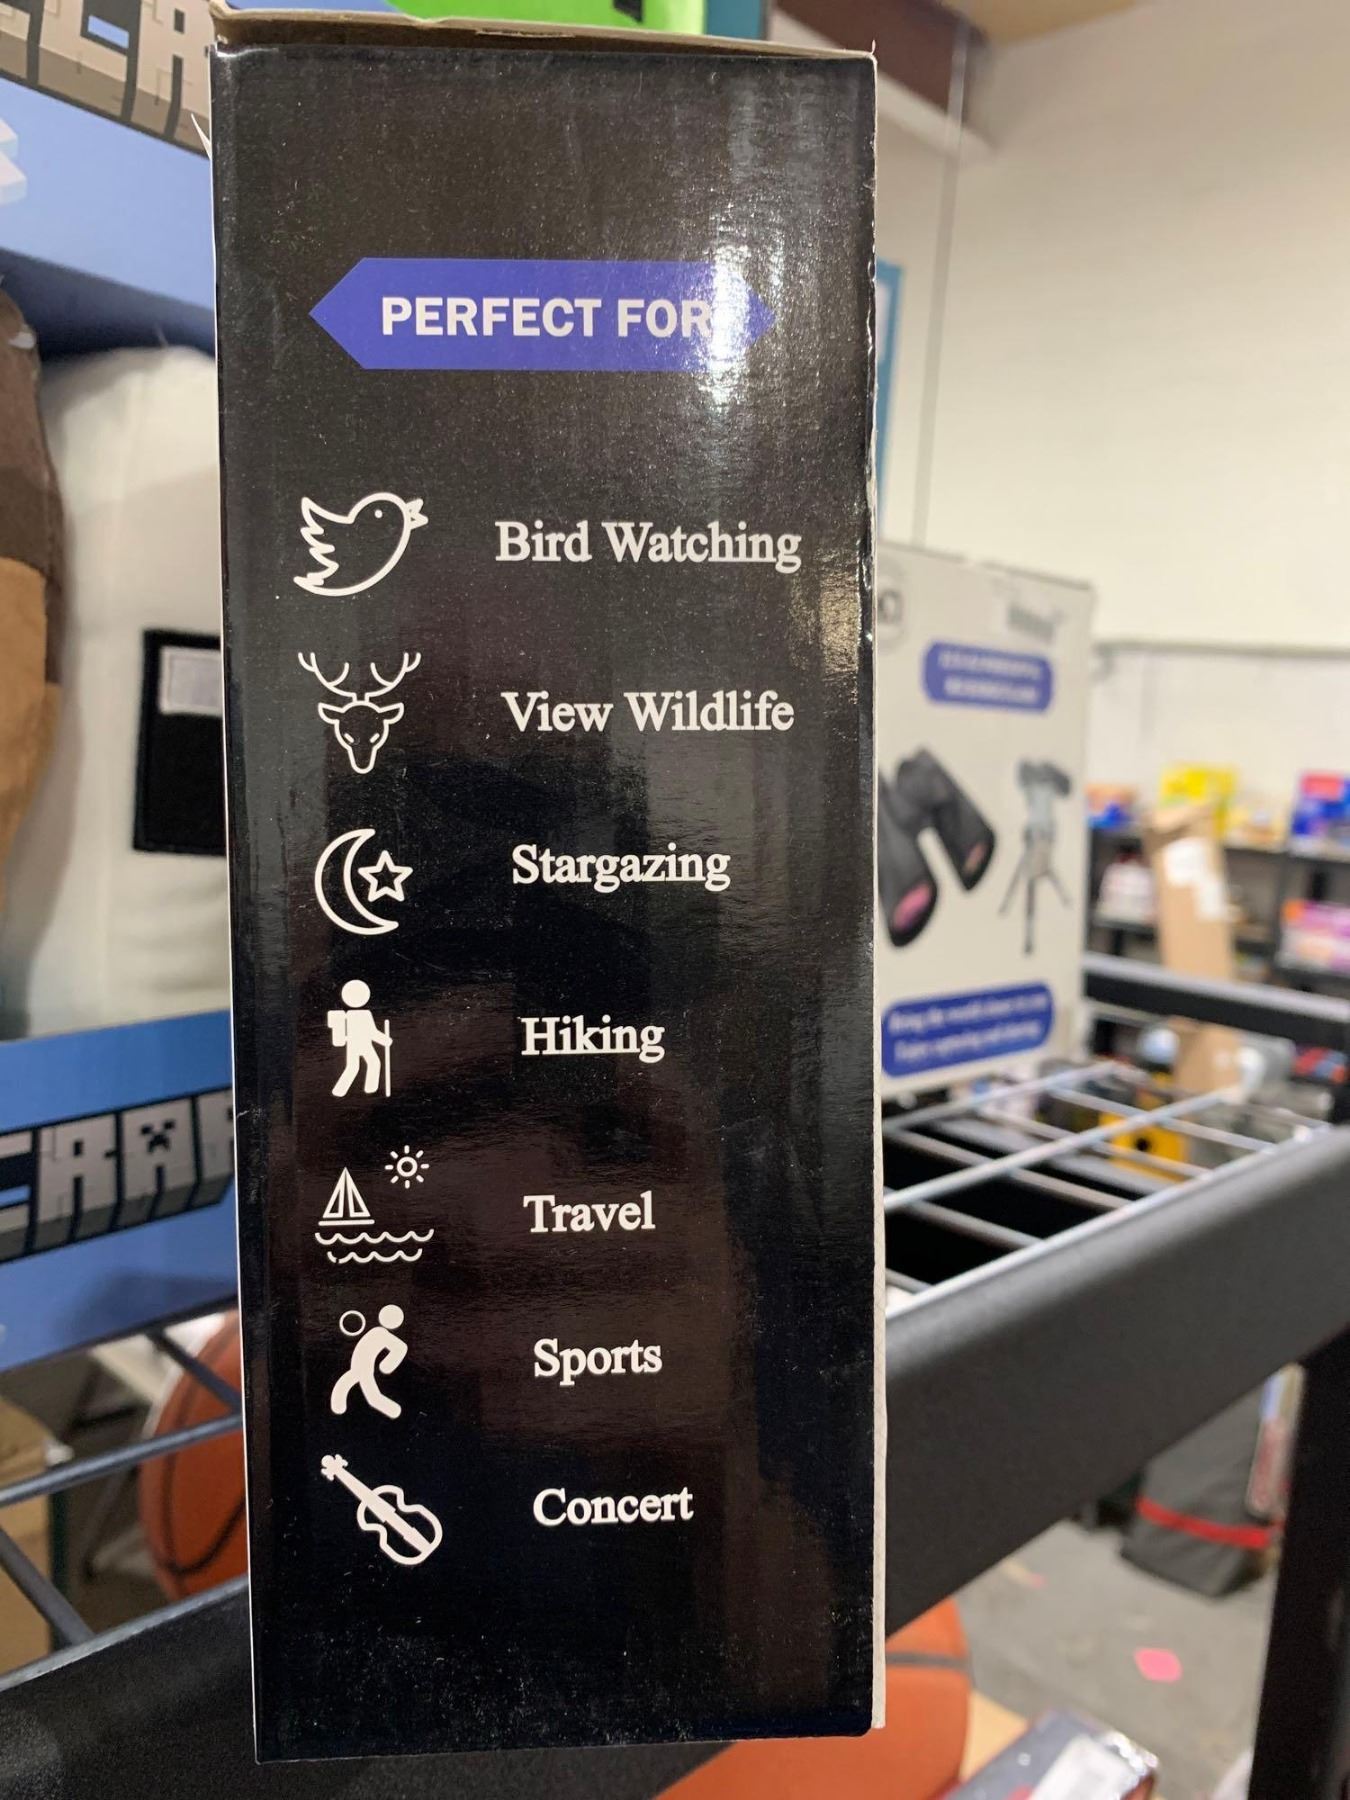 PERFECT FOR
Bird Watching
View Wildlife
Stargazing
Hiking
Travel
Sports
Concert